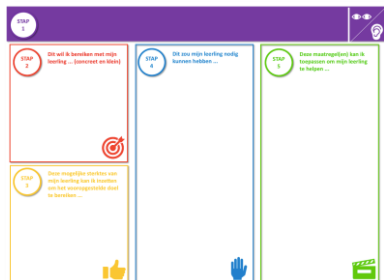 STAP
1
STAP
2
Dit wil ik bereiken met mijn
leerling ... (concreet en klein)
STAP
3
Deze mogelijke sterktes van
mijn leerling kan ik inzetten
om het vooropgestelde doel
te bereiken ...
STAP
4
Dit zou mijn leerling nodig
kunnen hebben ...
STAP
5
Deze maatregel(en) kan ik
toepassen om mijn leerling
te helpen ...